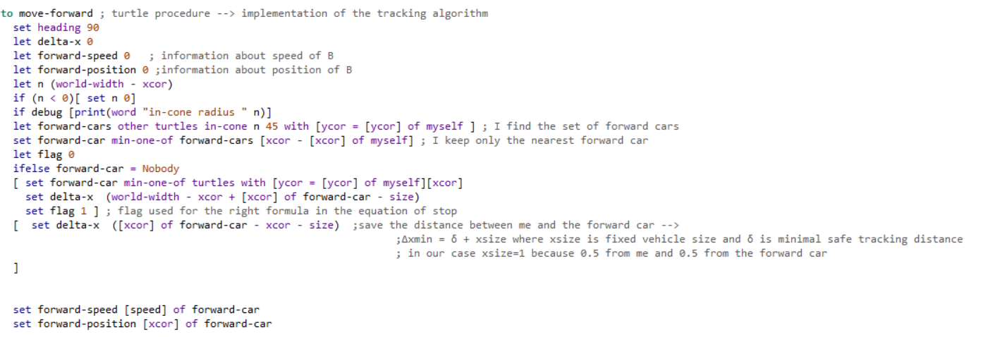 to move-forward ; turtle procedure --> implementation of the tracking algorithm
set heading 90
let delta-x 0
let forward-speed 0 ; information about speed of B
let forward-position 0 ;information about position of B
let n (world-width - xcor)
if (n < 0)[ set n 0]
if debug [print(word "in-cone radius " n)]
let forward-cars other turtles in-cone n 45 with [ycor = [ycor] of myself ] ; I find the set of forward cars
set forward-car min-one-of forward-cars [xcor - [xcor] of myself] ; I keep only the nearest forward car
let flag 0
ifelse forward-car = Nobody
[ set forward-car min-one-of turtles with [ycor = [ycor] of myself][xcor]
set delta-x (world-width - xcor + [xcor] of forward-car - size)
set flag 1 ] ; flag used for the right formula in the equation of stop
[ set delta-x ([xcor] of forward-car - xcor - size) ;save the distance between me and the forward car -->
;Δxmin = δ + xsize where xsize is fixed vehicle size and δ is minimal safe tracking distance
; in our case xsize=1 because 0.5 from me and 0.5 from the forward car
]
set forward-speed [speed] of forward-car
set forward-position [xcor] of forward-car